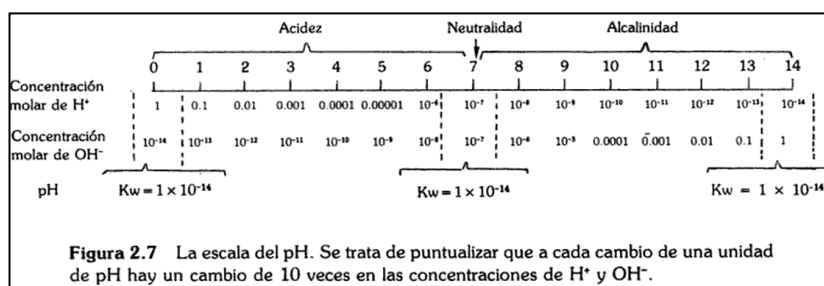 Acidez Neutralidad Alcalinidad
0 1 2 3 4 5 6 7 8 9 10 11 12 13 14
Concentración
molar de H⁺ 1 0.1 0.01 0.001 0.0001 0.00001 10⁻⁶ 10⁻⁷ 10⁻⁸ 10⁻⁹ 10⁻¹⁰ 10⁻¹¹ 10⁻¹² 10⁻¹³ 10⁻¹⁴
Concentración
molar de OH⁻ 10⁻¹⁴ 10⁻¹³ 10⁻¹² 10⁻¹¹ 10⁻¹⁰ 10⁻⁹ 10⁻⁸ 10⁻⁷ 10⁻⁶ 10⁻⁵ 0.0001 0.001 0.01 0.1 1
pH Kw = 1 × 10⁻¹⁴ Kw = 1 × 10⁻¹⁴ Kw = 1 × 10⁻¹⁴
Figura 2.7 La escala del pH. Se trata de puntualizar que a cada cambio de una unidad
de pH hay un cambio de 10 veces en las concentraciones de H⁺ y OH⁻.